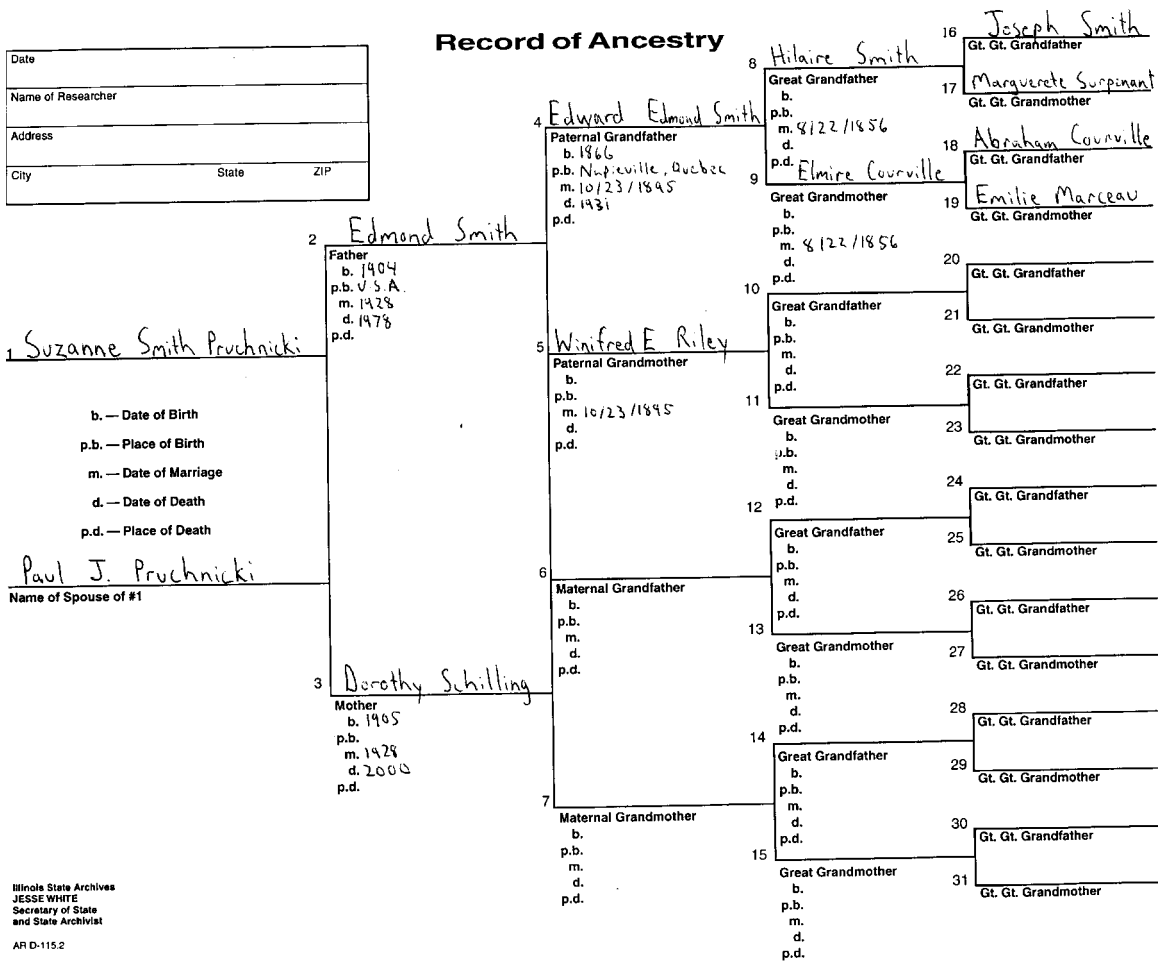 Record of Ancestry
Date
Name of Researcher
Address
City State ZIP
1 Suzanne Smith Pruchnicki
b. — Date of Birth
p.b. — Place of Birth
m. — Date of Marriage
d. — Date of Death
p.d. — Place of Death
Paul J. Pruchnicki
Name of Spouse of #1
2 Edmond Smith
Father
b. 1904
p.b. U.S.A.
m. 1928
d. 1978
p.d.
3 Dorothy Schilling
Mother
b. 1905
p.b.
m. 1928
d. 2000
p.d.
4 Edward Edmond Smith
Paternal Grandfather
b. 1866
p.b. Napieville, Quebec
m. 10/23/1895
d. 1931
p.d.
5 Winifred E Riley
Paternal Grandmother
b.
p.b.
m. 10/23/1895
d.
p.d.
6
Maternal Grandfather
b.
p.b.
m.
d.
p.d.
7
Maternal Grandmother
b.
p.b.
m.
d.
p.d.
8 Hilaire Smith
Great Grandfather
b.
p.b.
m. 8/22/1856
d.
p.d.
9 Elmire Courville
Great Grandmother
b.
p.b.
m. 8/22/1856
d.
p.d.
10
Great Grandfather
b.
p.b.
m.
d.
p.d.
11
Great Grandmother
b.
p.b.
m.
d.
p.d.
12
Great Grandfather
b.
p.b.
m.
d.
p.d.
13
Great Grandmother
b.
p.b.
m.
d.
p.d.
14
Great Grandfather
b.
p.b.
m.
d.
p.d.
15
Great Grandmother
b.
p.b.
m.
d.
p.d.
16 Joseph Smith
Gt. Gt. Grandfather
17 Marguerete Surpinant
Gt. Gt. Grandmother
18 Abraham Courville
Gt. Gt. Grandfather
19 Emilie Marceau
Gt. Gt. Grandmother
20
Gt. Gt. Grandfather
21
Gt. Gt. Grandmother
22
Gt. Gt. Grandfather
23
Gt. Gt. Grandmother
24
Gt. Gt. Grandfather
25
Gt. Gt. Grandmother
26
Gt. Gt. Grandfather
27
Gt. Gt. Grandmother
28
Gt. Gt. Grandfather
29
Gt. Gt. Grandmother
30
Gt. Gt. Grandfather
31
Gt. Gt. Grandmother
Illinois State Archives
JESSE WHITE
Secretary of State
and State Archivist
AR D-115.2